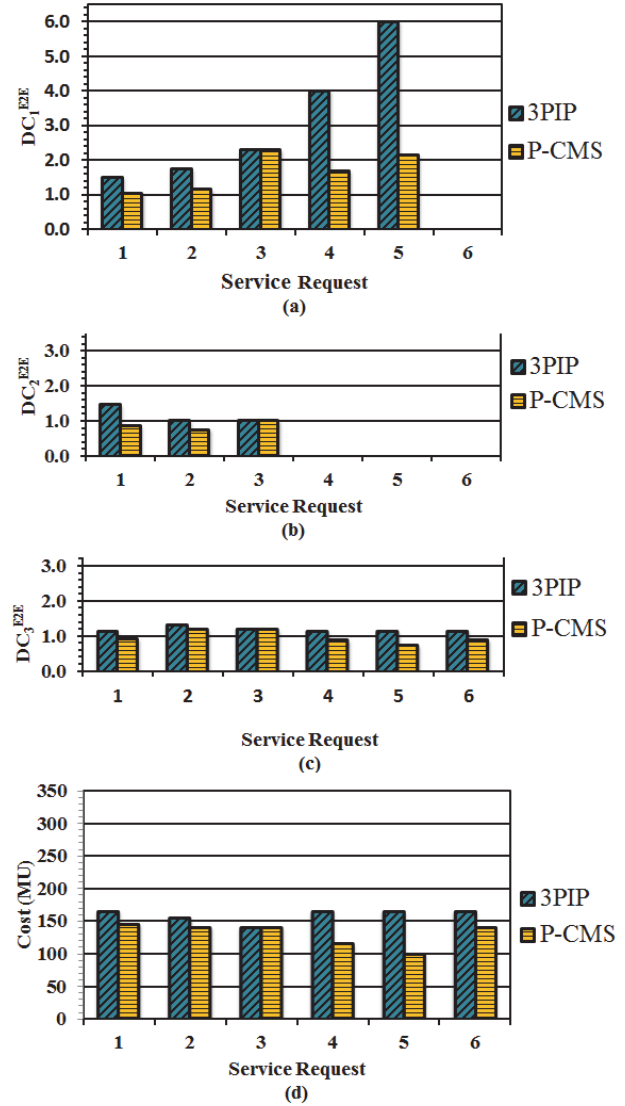 6.0
5.0
4.0
3.0
2.0
1.0
0.0
DC₁ᴱ²ᴱ
3PIP
P-CMS
1 2 3 4 5 6
Service Request
(a)
3.0
2.0
1.0
0.0
DC₂ᴱ²ᴱ
3PIP
P-CMS
1 2 3 4 5 6
Service Request
(b)
3.0
2.0
1.0
0.0
DC₃ᴱ²ᴱ
3PIP
P-CMS
1 2 3 4 5 6
Service Request
(c)
350
300
250
200
150
100
50
0
Cost (MU)
3PIP
P-CMS
1 2 3 4 5 6
Service Request
(d)